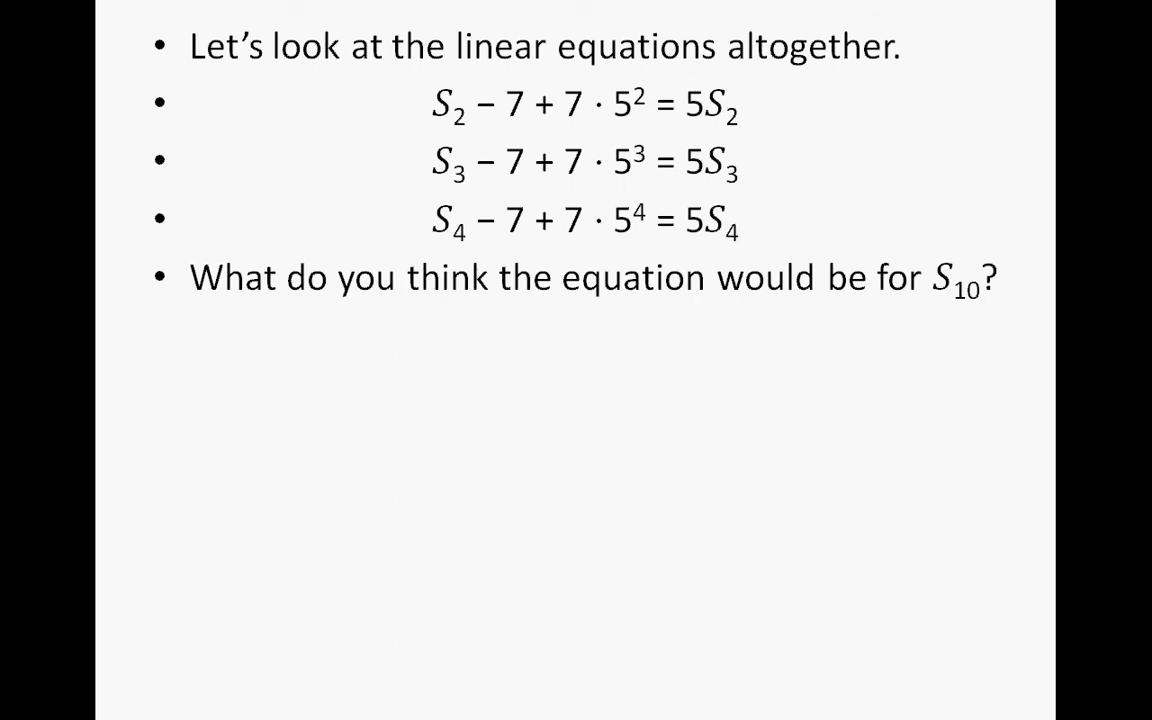 • Let’s look at the linear equations altogether.
• S₂ − 7 + 7 · 5² = 5S₂
• S₃ − 7 + 7 · 5³ = 5S₃
• S₄ − 7 + 7 · 5⁴ = 5S₄
• What do you think the equation would be for S₁₀?